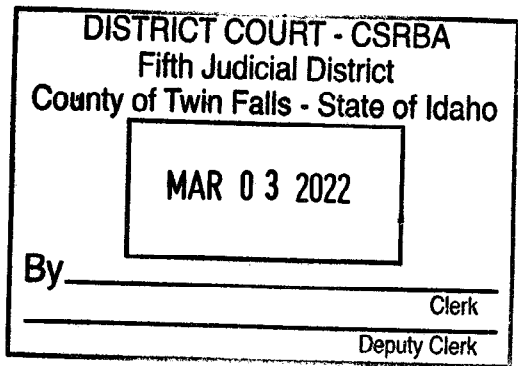 DISTRICT COURT - CSRBA
Fifth Judicial District
County of Twin Falls - State of Idaho
MAR 03 2022
By
Clerk
Deputy Clerk